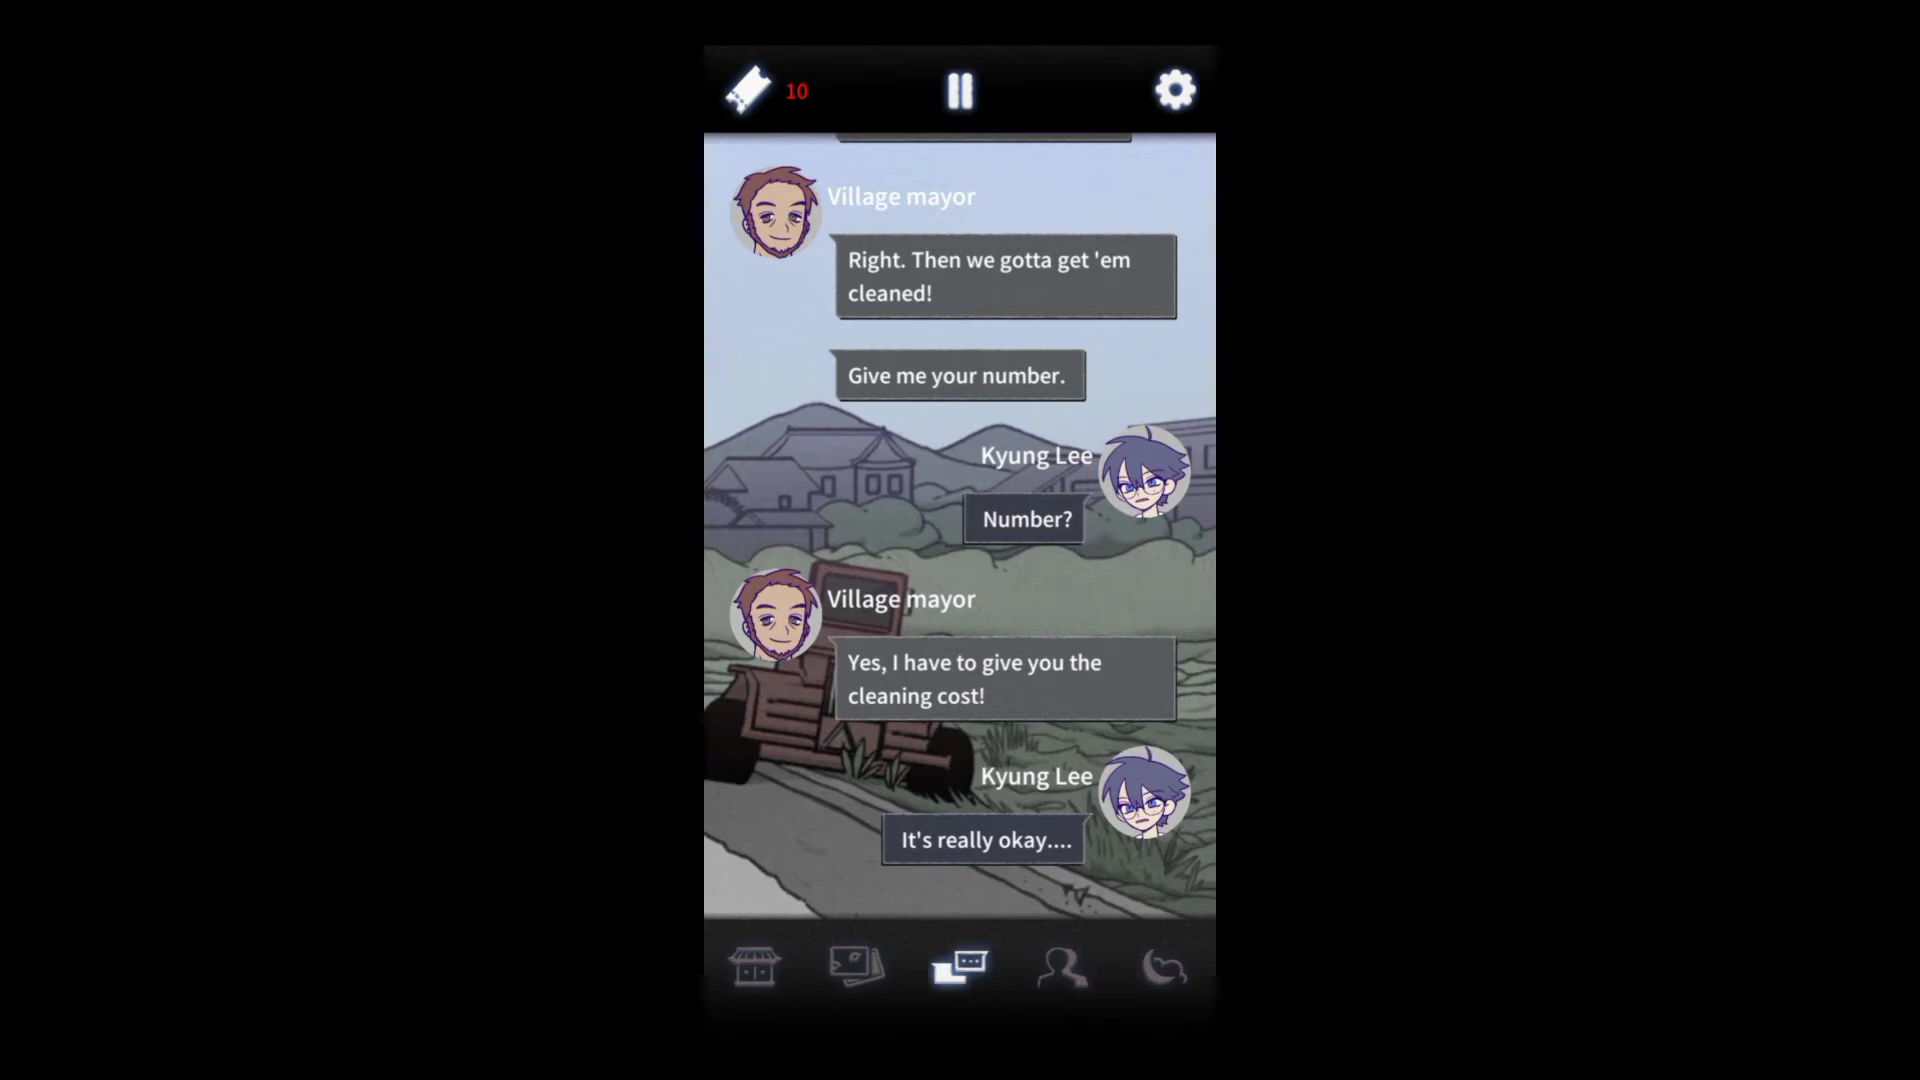 10
Village mayor
Right. Then we gotta get 'em
cleaned!
Give me your number.
Kyung Lee
Number?
Village mayor
Yes, I have to give you the
cleaning cost!
Kyung Lee
It's really okay....